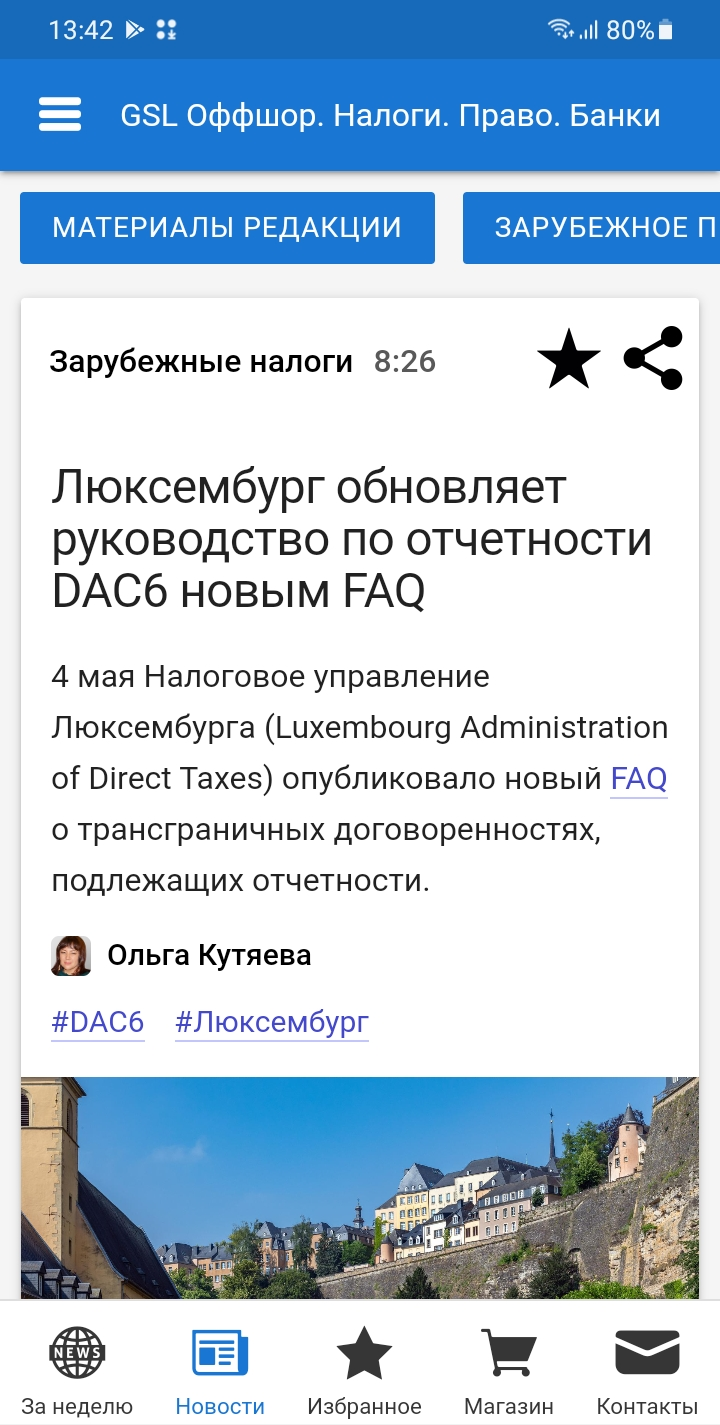 13:42
80%
GSL Оффшор. Налоги. Право. Банки
МАТЕРИАЛЫ РЕДАКЦИИ
ЗАРУБЕЖНОЕ П
Зарубежные налоги 8:26
Люксембург обновляет
руководство по отчетности
DAC6 новым FAQ
4 мая Налоговое управление
Люксембурга (Luxembourg Administration
of Direct Taxes) опубликовало новый FAQ
о трансграничных договоренностях,
подлежащих отчетности.
Ольга Кутяева
#DAC6 #Люксембург
NEWS
За неделю
Новости
Избранное
Магазин
Контакты